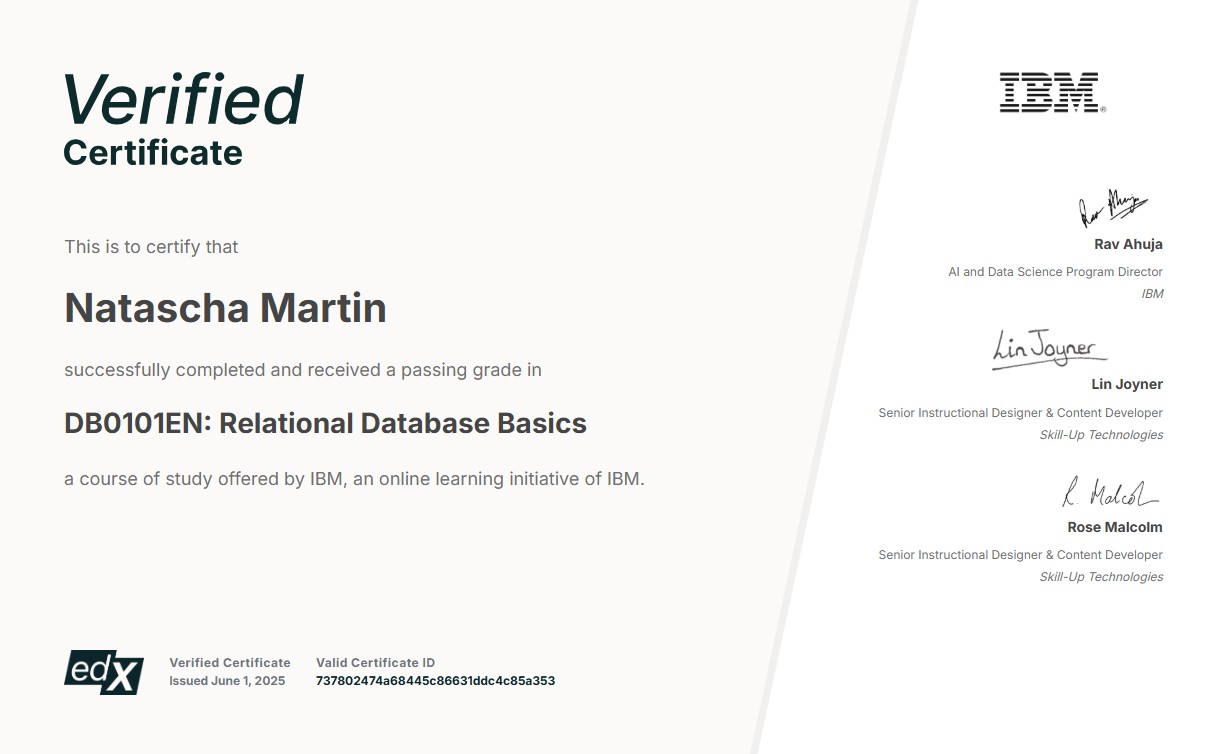 Verified
Certificate
This is to certify that
Natascha Martin
successfully completed and received a passing grade in
DB0101EN: Relational Database Basics
a course of study offered by IBM, an online learning initiative of IBM.
edX
Verified Certificate
Issued June 1, 2025
Valid Certificate ID
737802474a68445c86631ddc4c85a353
IBM®
Rav Ahuja
Rav Ahuja
AI and Data Science Program Director
IBM
Lin Joyner
Lin Joyner
Senior Instructional Designer & Content Developer
Skill-Up Technologies
R. Malcolm
Rose Malcolm
Senior Instructional Designer & Content Developer
Skill-Up Technologies